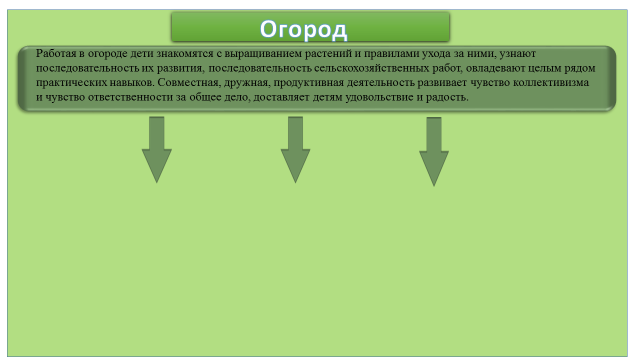 Огород
Работая в огороде дети знакомятся с выращиванием растений и правилами ухода за ними, узнают
последовательность их развития, последовательность сельскохозяйственных работ, овладевают целым рядом
практических навыков. Совместная, дружная, продуктивная деятельность развивает чувство коллективизма
и чувство ответственности за общее дело, доставляет детям удовольствие и радость.